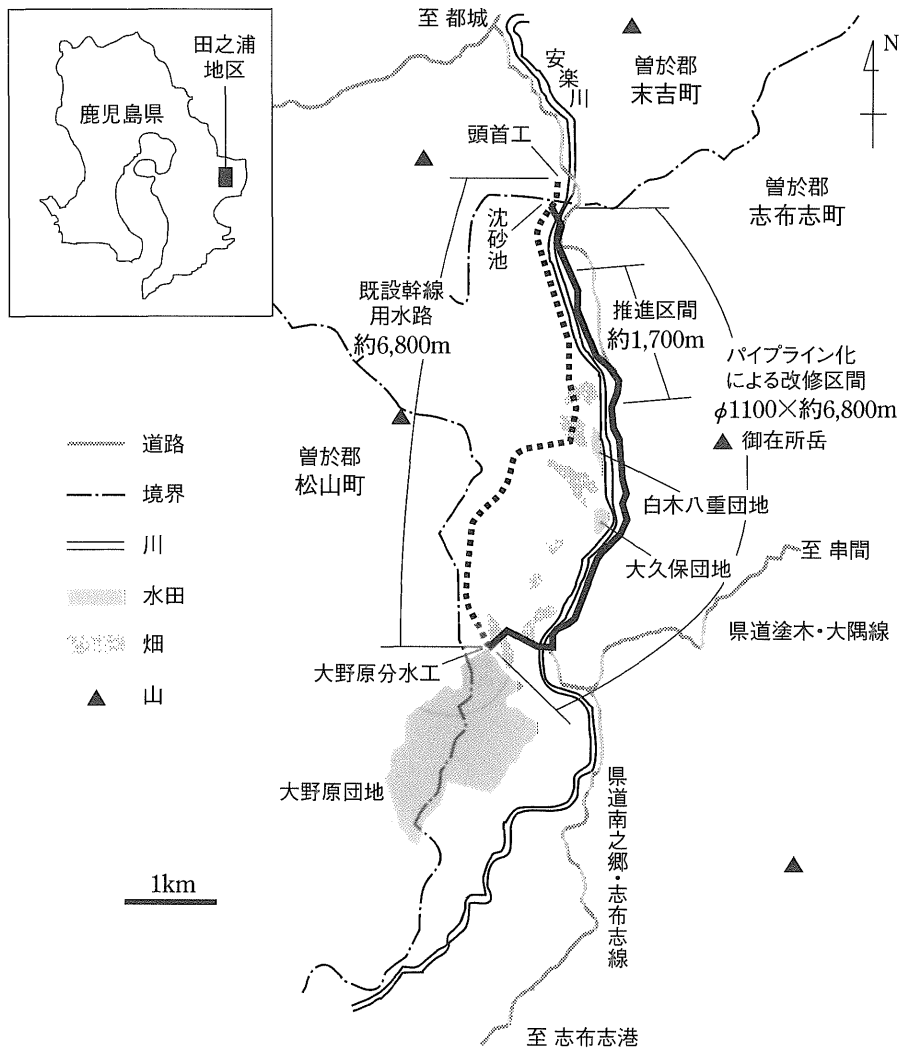 至 都城
田之浦
地区
鹿児島県
安楽川
曽於郡
末吉町
N
頭首工
曽於郡
志布志町
沈砂池
既設幹線
用水路
約6,800m
推進区間
約1,700m
パイプライン化
による改修区間
φ1100×約6,800m
御在所岳
道路
境界
川
水田
畑
山
曽於郡
松山町
白木八重団地
大久保団地
至 串間
県道塗木・大隅線
大野原分水工
大野原団地
県道南之郷・志布志線
1km
至 志布志港